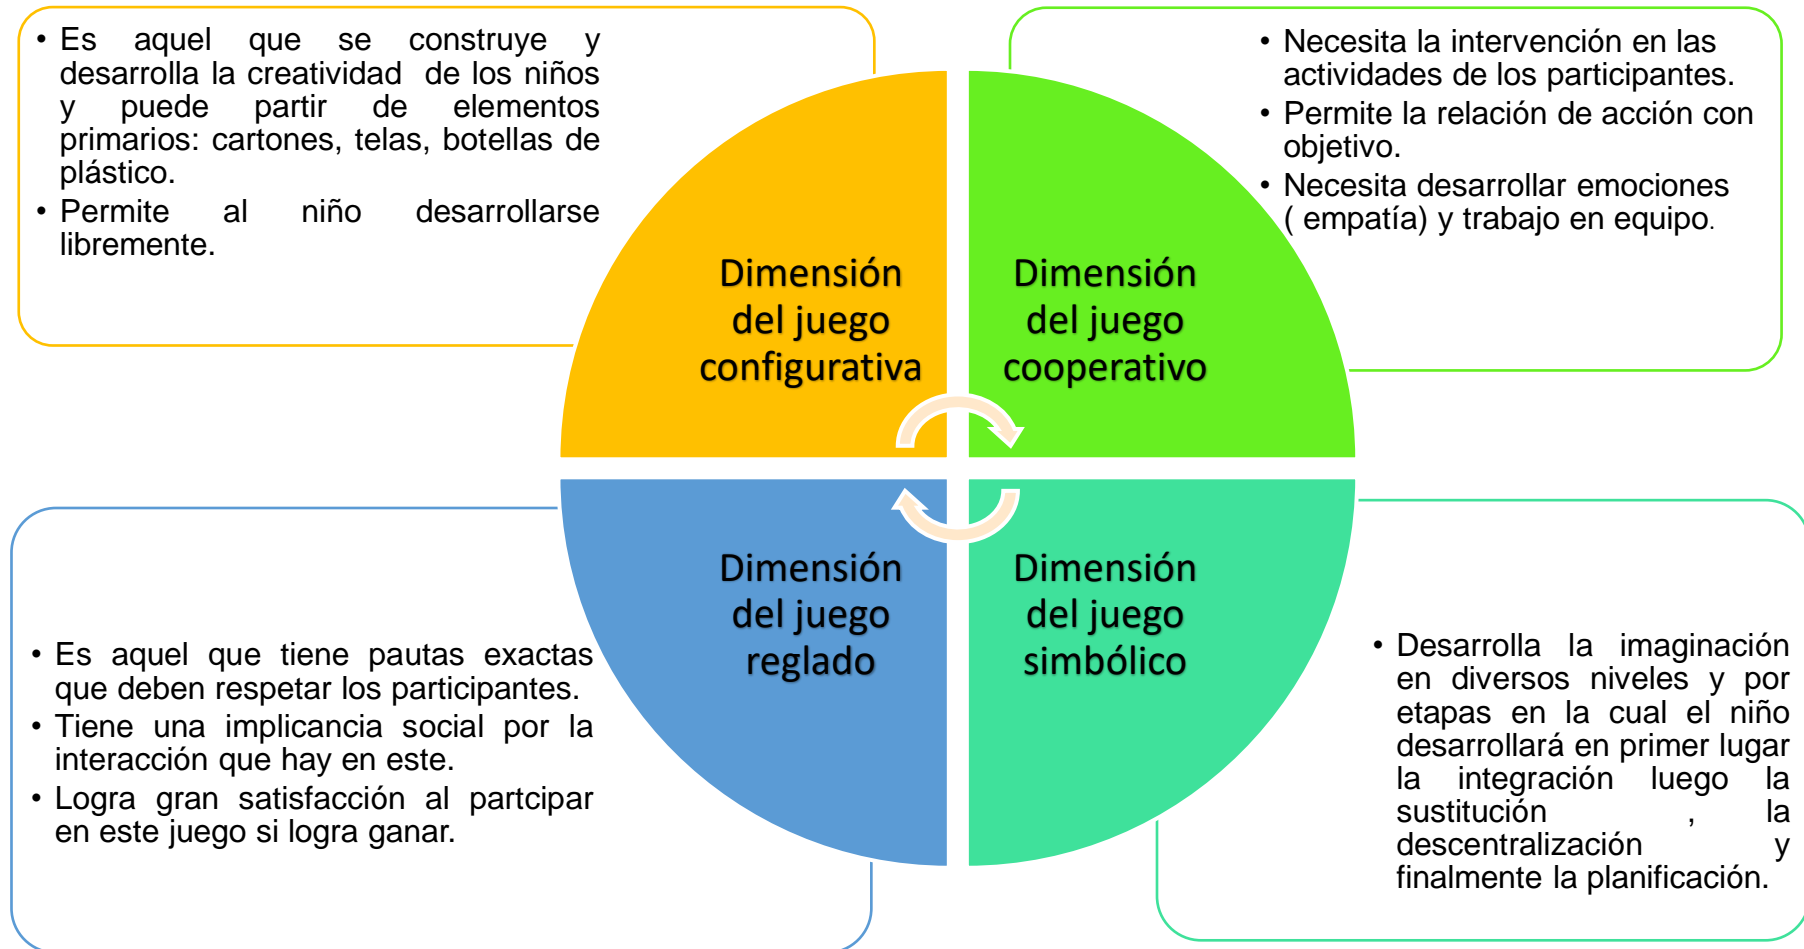 • Es aquel que se construye y
desarrolla la creatividad de los niños
y puede partir de elementos
primarios: cartones, telas, botellas de
plástico.
• Permite al niño desarrollarse
libremente.
• Necesita la intervención en las
actividades de los participantes.
• Permite la relación de acción con
objetivo.
• Necesita desarrollar emociones
( empatía) y trabajo en equipo.
Dimensión
del juego
configurativa
Dimensión
del juego
cooperativo
Dimensión
del juego
reglado
Dimensión
del juego
simbólico
• Es aquel que tiene pautas exactas
que deben respetar los participantes.
• Tiene una implicancia social por la
interacción que hay en este.
• Logra gran satisfacción al partcipar
en este juego si logra ganar.
• Desarrolla la imaginación
en diversos niveles y por
etapas en la cual el niño
desarrollará en primer lugar
la integración luego la
sustitución , la
descentralización y
finalmente la planificación.